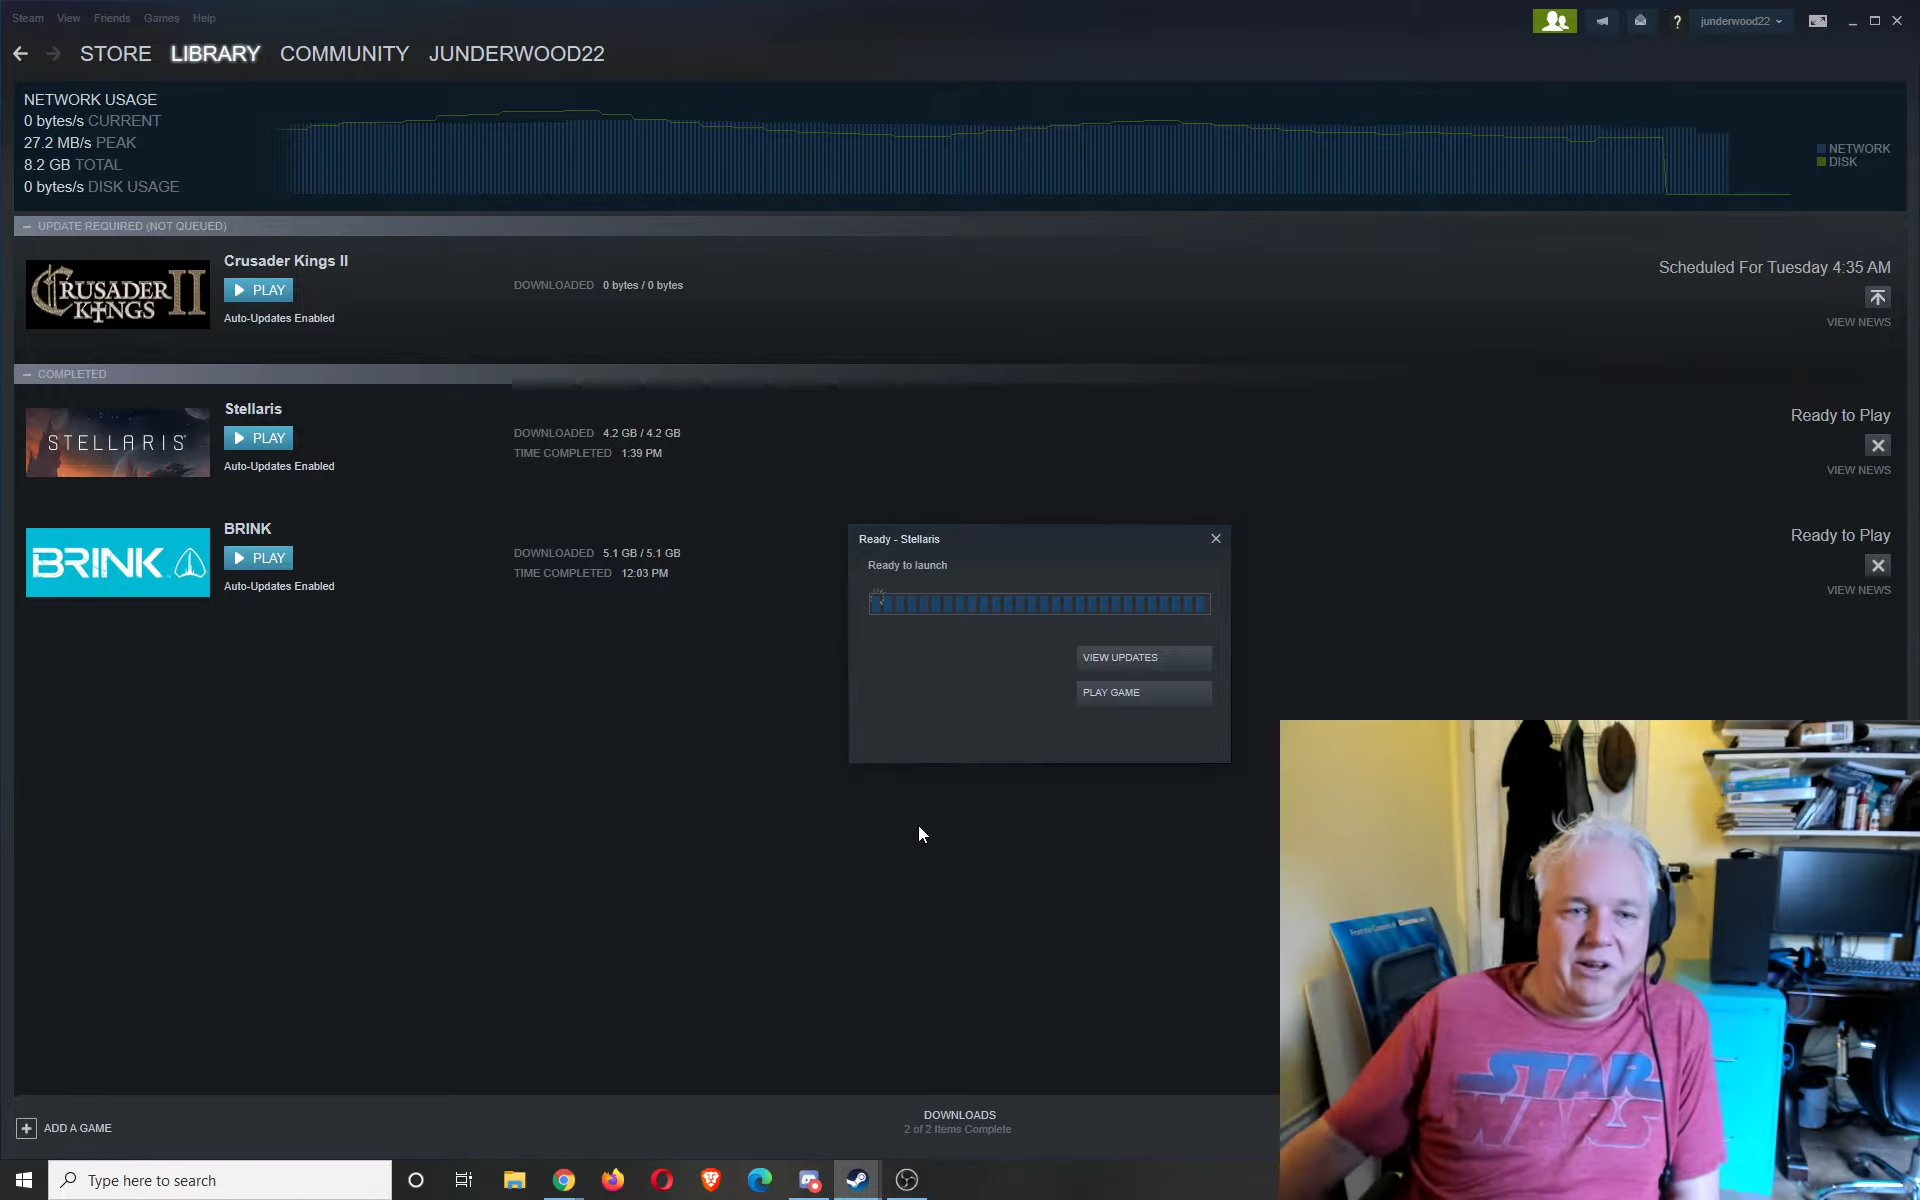 Steam View Friends Games Help
junderwood22
STORE LIBRARY COMMUNITY JUNDERWOOD22
NETWORK USAGE
0 bytes/s CURRENT
27.2 MB/s PEAK
8.2 GB TOTAL
0 bytes/s DISK USAGE
NETWORK
DISK
UPDATE REQUIRED (NOT QUEUED)
CRUSADER KINGS II
Crusader Kings II
PLAY
Auto-Updates Enabled
DOWNLOADED 0 bytes / 0 bytes
Scheduled For Tuesday 4:35 AM
VIEW NEWS
COMPLETED
STELLARIS
Stellaris
PLAY
Auto-Updates Enabled
DOWNLOADED 4.2 GB / 4.2 GB
TIME COMPLETED 1:39 PM
Ready to Play
VIEW NEWS
BRINK
BRINK
PLAY
Auto-Updates Enabled
DOWNLOADED 5.1 GB / 5.1 GB
TIME COMPLETED 12:03 PM
Ready to Play
VIEW NEWS
Ready - Stellaris
Ready to launch
VIEW UPDATES
PLAY GAME
STAR
WARS
ADD A GAME
DOWNLOADS
2 of 2 Items Complete
Type here to search